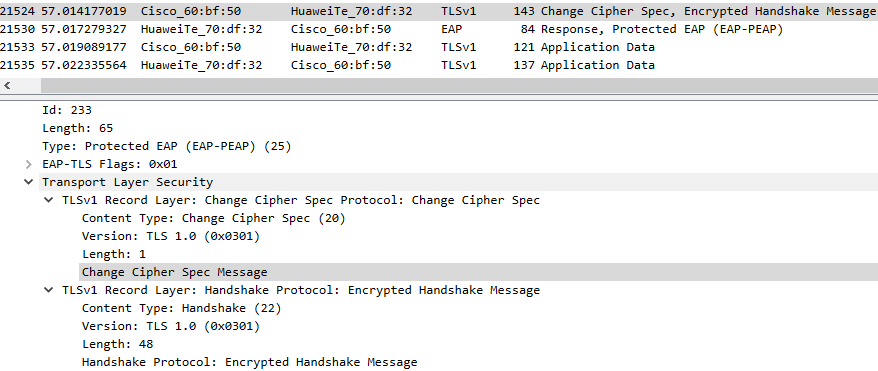 21524 57.014177019 Cisco_60:bf:50 HuaweiTe_70:df:32 TLSv1 143 Change Cipher Spec, Encrypted Handshake Message
21530 57.017279327 HuaweiTe_70:df:32 Cisco_60:bf:50 EAP 84 Response, Protected EAP (EAP-PEAP)
21533 57.019089177 Cisco_60:bf:50 HuaweiTe_70:df:32 TLSv1 121 Application Data
21535 57.022335564 HuaweiTe_70:df:32 Cisco_60:bf:50 TLSv1 137 Application Data
Id: 233
Length: 65
Type: Protected EAP (EAP-PEAP) (25)
EAP-TLS Flags: 0x01
Transport Layer Security
TLSv1 Record Layer: Change Cipher Spec Protocol: Change Cipher Spec
Content Type: Change Cipher Spec (20)
Version: TLS 1.0 (0x0301)
Length: 1
Change Cipher Spec Message
TLSv1 Record Layer: Handshake Protocol: Encrypted Handshake Message
Content Type: Handshake (22)
Version: TLS 1.0 (0x0301)
Length: 48
Handshake Protocol: Encrypted Handshake Message